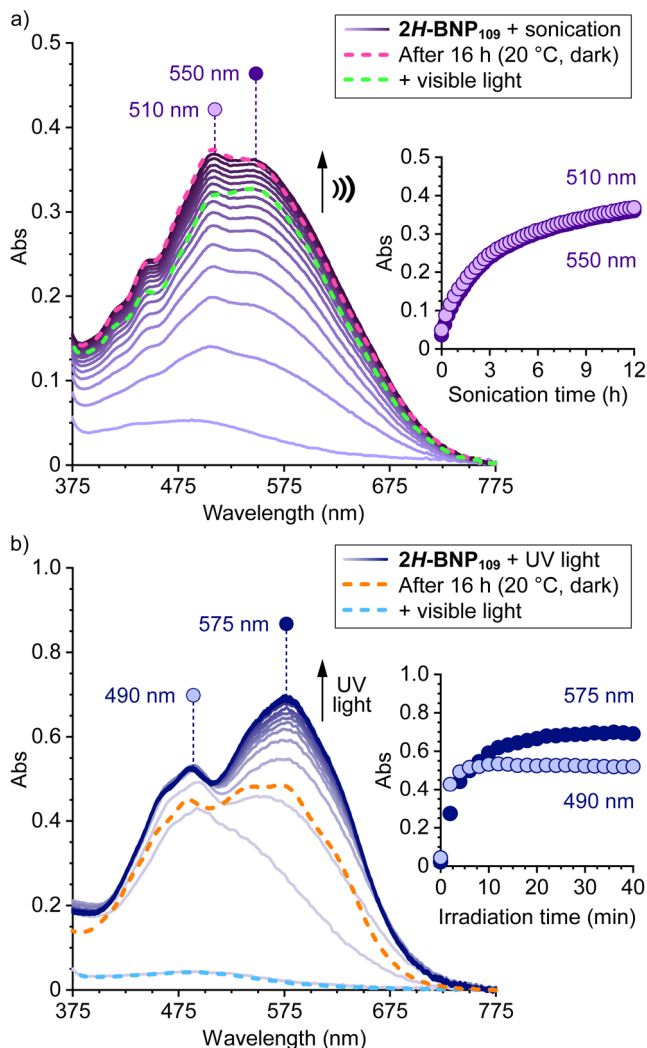 a)
2H-BNP109 + sonication
After 16 h (20 °C, dark)
+ visible light
550 nm
510 nm
0.5
0.4
0.3
0.2
0.1
0
Abs
375
475
575
675
775
Wavelength (nm)
0.5
0.4
0.3
0.2
0.1
0
Abs
510 nm
550 nm
0
3
6
9
12
Sonication time (h)
b)
2H-BNP109 + UV light
After 16 h (20 °C, dark)
+ visible light
575 nm
490 nm
UV
light
1.0
0.8
0.6
0.4
0.2
0
Abs
375
475
575
675
775
Wavelength (nm)
1.0
0.8
0.6
0.4
0.2
0
Abs
575 nm
490 nm
0
10
20
30
40
Irradiation time (min)